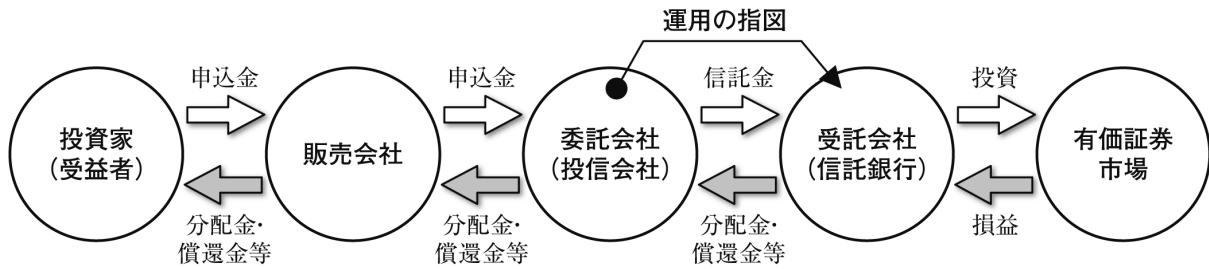 運用の指図
申込金
申込金
信託金
投資
投資家
（受益者）
販売会社
委託会社
（投信会社）
受託会社
（信託銀行）
有価証券
市場
分配金・
償還金等
分配金・
償還金等
分配金・
償還金等
損益